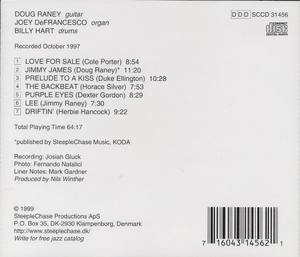 DOUG RANEY guitar
JOEY DeFRANCESCO organ
BILLY HART drums
DDD SCCD 31456
Recorded October 1997
1 LOVE FOR SALE (Cole Porter) 8:54
2 JIMMY JAMES (Doug Raney)* 11:20
3 PRELUDE TO A KISS (Duke Ellington) 10:28
4 THE BACKBEAT (Horace Silver) 7:30
5 PURPLE EYES (Dexter Gordon) 8:29
6 LEE (Jimmy Raney) 7:30
7 DRIFTIN' (Herbie Hancock) 9:00
Total Playing Time 64:17
*published by SteepleChase Music, KODA
Recording: Josiah Gluck
Photo: Fernando Natalici
Liner Notes: Mark Gardner
Produced by Nils Winther
© 1999
SteepleChase Productions ApS
P.O. Box 35, DK-2930 Klampenborg, Denmark
http://www.steeplechase.dk/
Write for free jazz catalog
7 16043 14562 1